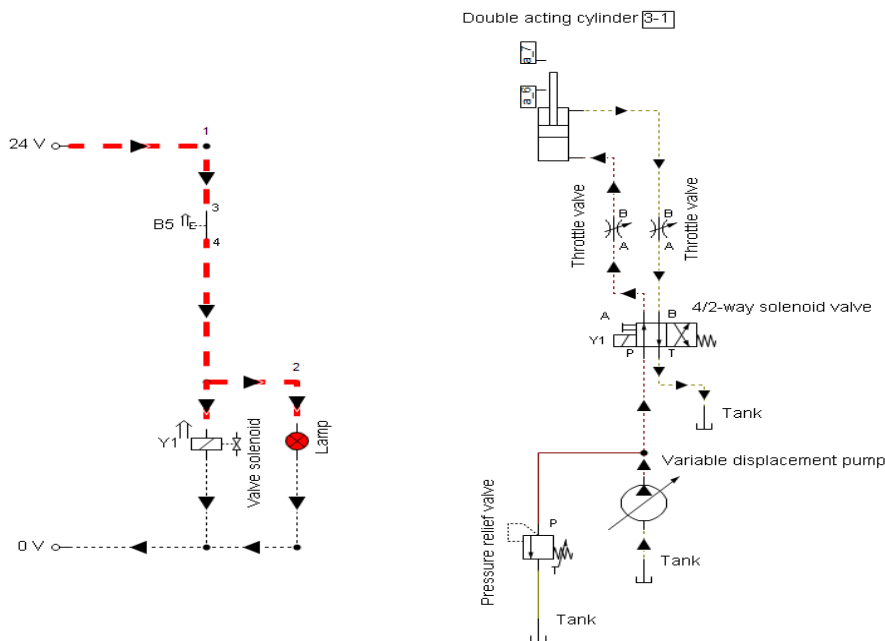 Double acting cylinder 3-1
a_7
a_6
1
24 V
3
B5 E
4
Throttle valve
B
A
B
A
Throttle valve
4/2-way solenoid valve
A
B
Y1
P
T
2
Tank
Y1
Valve solenoid
Lamp
Variable displacement pump
Pressure relief valve
P
T
0 V
Tank
Tank